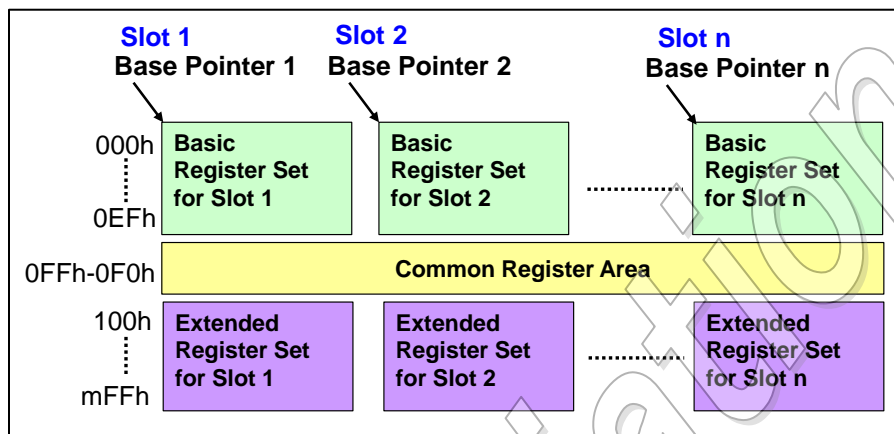 Slot 1
Base Pointer 1
Slot 2
Base Pointer 2
Slot n
Base Pointer n
000h
0EFh
Basic
Register Set
for Slot 1
Basic
Register Set
for Slot 2
Basic
Register Set
for Slot n
0FFh-0F0h
Common Register Area
100h
mFFh
Extended
Register Set
for Slot 1
Extended
Register Set
for Slot 2
Extended
Register Set
for Slot n